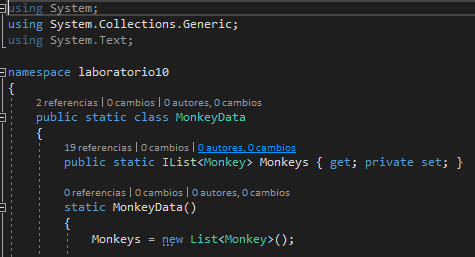 using System;
using System.Collections.Generic;
using System.Text;
namespace laboratorio10
{
2 referencias | 0 cambios | 0 autores, 0 cambios
public static class MonkeyData
{
19 referencias | 0 cambios | 0 autores, 0 cambios
public static IList<Monkey> Monkeys { get; private set; }
0 referencias | 0 cambios | 0 autores, 0 cambios
static MonkeyData()
{
Monkeys = new List<Monkey>();